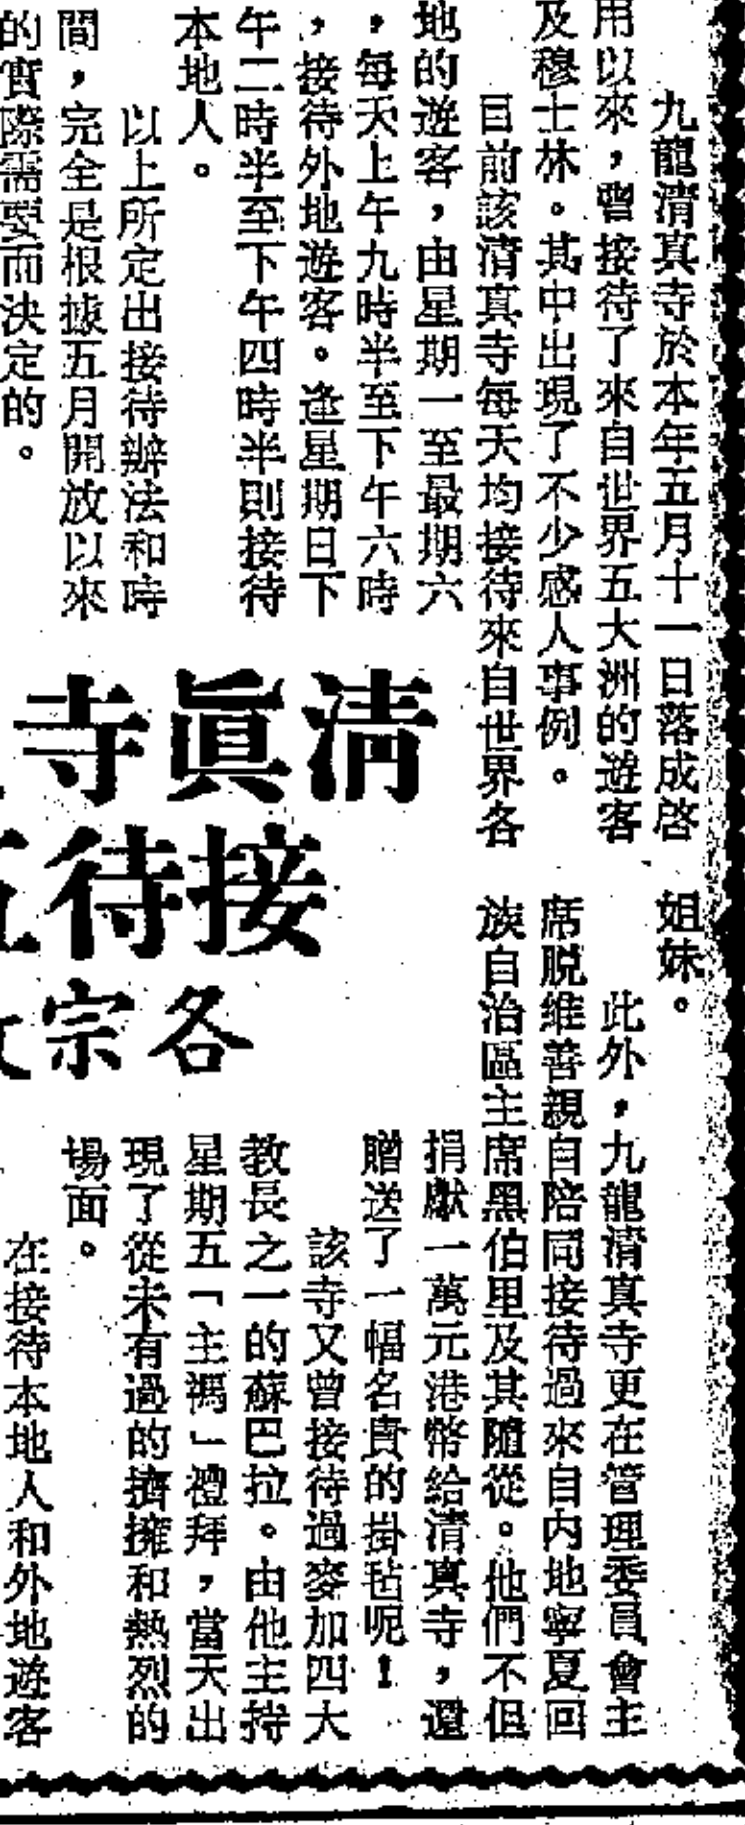 九龍清真寺於本年五月十一日落成啓
用以來，曾接待了來自世界五大洲的遊客
及穆士林。其中出現了不少感人事例。
目前該清真寺每天均接待來自世界各
地的遊客，由星期一至最期六
，每天上午九時半至下午六時
，接待外地遊客。逢星期日下
午二時半至下午四時半則接待
本地人。
以上所定出接待辦法和時
間，完全是根據五月開放以來
的實際需要而決定的。
清眞寺
接待五
各宗教
姐妹。
此外，九龍清真寺更在管理委員會主
席脫維善親自陪同接待過來自內地寧夏回
族自治區主席黑伯里及其隨從。他們不但
捐獻一萬元港幣給清真寺，還
贈送了一幅名貴的掛毡呢！
該寺又曾接待過麥加四大
教長之一的蘇巴拉。由他主持
星期五「主禡」禮拜，當天出
現了從未有過的擠擁和熱烈的
場面。
在接待本地人和外地遊客